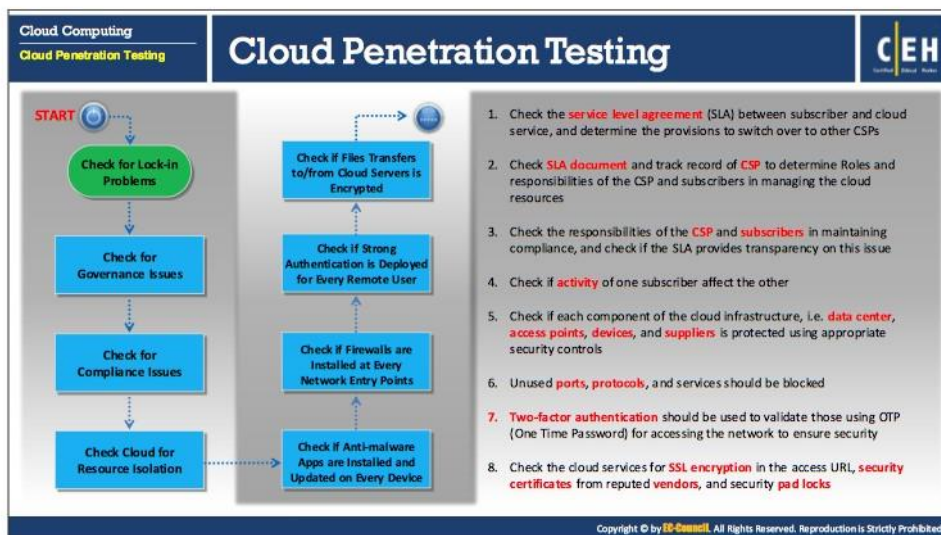 Cloud Computing
Cloud Penetration Testing
Cloud Penetration Testing
CEH
Certified Ethical Hacker
START
Check for Lock-in
Problems
Check for
Governance Issues
Check for
Compliance Issues
Check Cloud for
Resource Isolation
Check if Files Transfers
to/from Cloud Servers is
Encrypted
Check if Strong
Authentication is Deployed
for Every Remote User
Check if Firewalls are
Installed at Every
Network Entry Points
Check if Anti-malware
Apps are Installed and
Updated on Every Device
1. Check the service level agreement (SLA) between subscriber and cloud
service, and determine the provisions to switch over to other CSPs
2. Check SLA document and track record of CSP to determine Roles and
responsibilities of the CSP and subscribers in managing the cloud
resources
3. Check the responsibilities of the CSP and subscribers in maintaining
compliance, and check if the SLA provides transparency on this issue
4. Check if activity of one subscriber affect the other
5. Check if each component of the cloud infrastructure, i.e. data center,
access points, devices, and suppliers is protected using appropriate
security controls
6. Unused ports, protocols, and services should be blocked
7. Two-factor authentication should be used to validate those using OTP
(One Time Password) for accessing the network to ensure security
8. Check the cloud services for SSL encryption in the access URL, security
certificates from reputed vendors, and security pad locks
Copyright © by EC-Council. All Rights Reserved. Reproduction is Strictly Prohibited